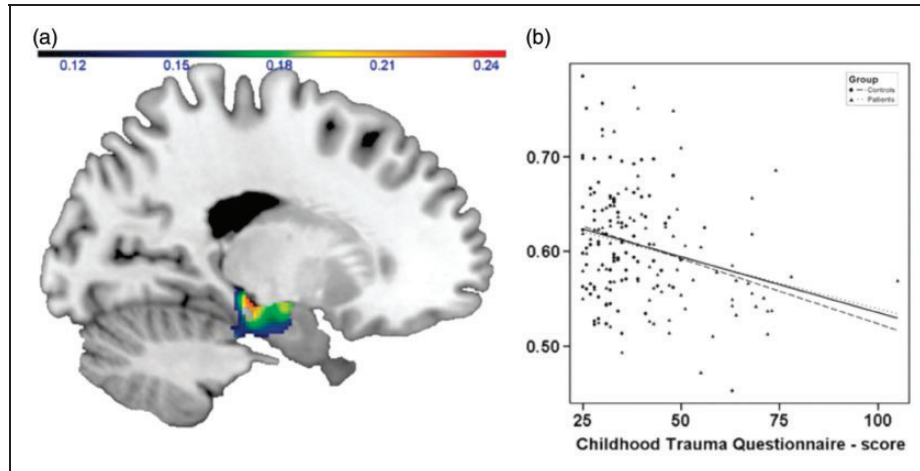 (a)
0.12 0.15 0.18 0.21 0.24
(b)
Group
Controls
Patients
0.70
0.60
0.50
25 50 75 100
Childhood Trauma Questionnaire - score